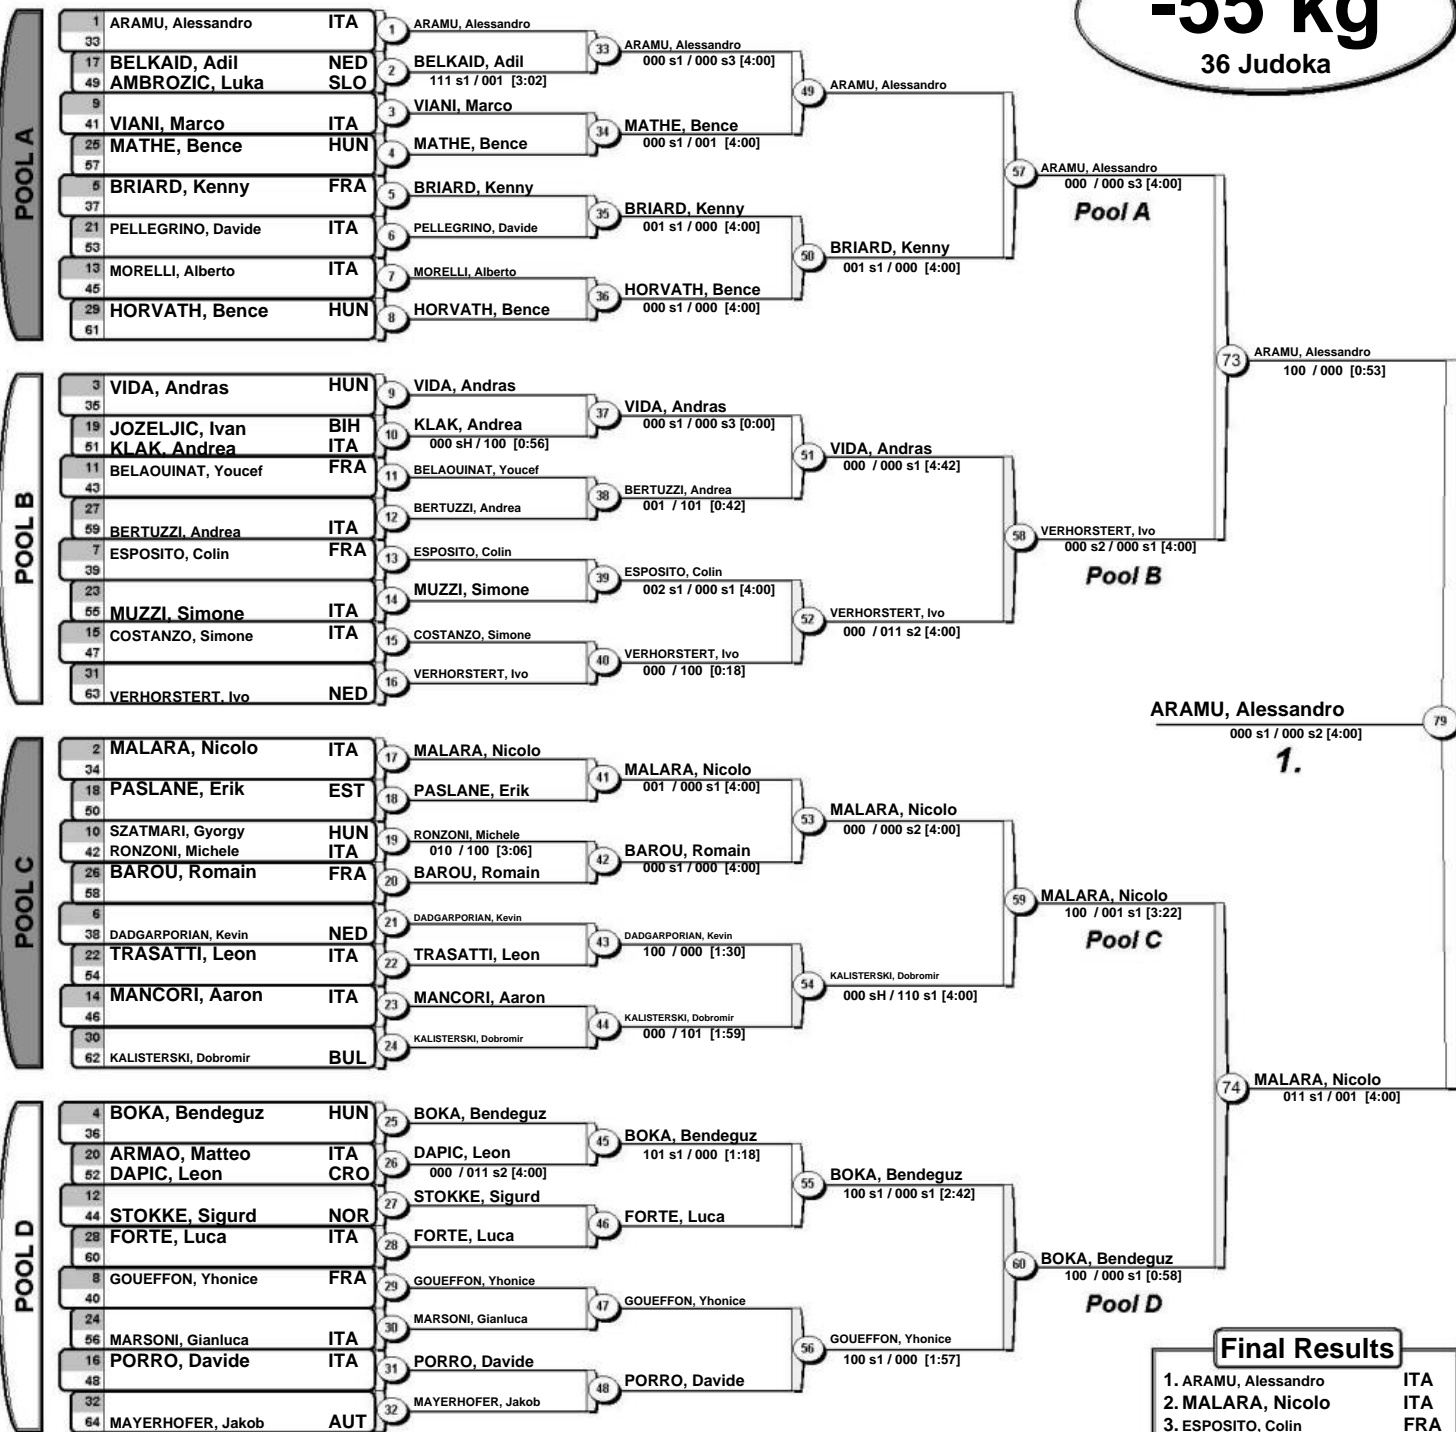 -55 kg
36 Judoka
POOL A
1 ARAMU, Alessandro ITA
33
17 BELKAID, Adil NED
49 AMBROZIC, Luka SLO
9
41 VIANI, Marco ITA
25 MATHE, Bence HUN
57
5 BRIARD, Kenny FRA
37
21 PELLEGRINO, Davide ITA
53
13 MORELLI, Alberto ITA
45
29 HORVATH, Bence HUN
61
1 ARAMU, Alessandro
2 BELKAID, Adil
111 s1 / 001 [3:02]
3 VIANI, Marco
4 MATHE, Bence
5 BRIARD, Kenny
6 PELLEGRINO, Davide
7 MORELLI, Alberto
8 HORVATH, Bence
33 ARAMU, Alessandro
000 s1 / 000 s3 [4:00]
34 MATHE, Bence
000 s1 / 001 [4:00]
35 BRIARD, Kenny
001 s1 / 000 [4:00]
36 HORVATH, Bence
000 s1 / 000 [4:00]
49 ARAMU, Alessandro
50 BRIARD, Kenny
001 s1 / 000 [4:00]
57 ARAMU, Alessandro
000 / 000 s3 [4:00]
Pool A
POOL B
3 VIDA, Andras HUN
35
19 JOZELJIC, Ivan BIH
51 KLAK, Andrea ITA
11 BELAOUINAT, Youcef FRA
43
27
59 BERTUZZI, Andrea ITA
7 ESPOSITO, Colin FRA
39
23
55 MUZZI, Simone ITA
15 COSTANZO, Simone ITA
47
31
63 VERHORSTERT, Ivo NED
9 VIDA, Andras
10 KLAK, Andrea
000 sH / 100 [0:56]
11 BELAOUINAT, Youcef
12 BERTUZZI, Andrea
13 ESPOSITO, Colin
14 MUZZI, Simone
15 COSTANZO, Simone
16 VERHORSTERT, Ivo
37 VIDA, Andras
000 s1 / 000 s3 [0:00]
38 BERTUZZI, Andrea
001 / 101 [0:42]
39 ESPOSITO, Colin
002 s1 / 000 s1 [4:00]
40 VERHORSTERT, Ivo
000 / 100 [0:18]
51 VIDA, Andras
000 / 000 s1 [4:42]
52 VERHORSTERT, Ivo
000 / 011 s2 [4:00]
58 VERHORSTERT, Ivo
000 s2 / 000 s1 [4:00]
Pool B
73 ARAMU, Alessandro
100 / 000 [0:53]
ARAMU, Alessandro 79
000 s1 / 000 s2 [4:00]
1.
POOL C
2 MALARA, Nicolo ITA
34
18 PASLANE, Erik EST
50
10 SZATMARI, Gyorgy HUN
42 RONZONI, Michele ITA
26 BAROU, Romain FRA
58
6
38 DADGARPORIAN, Kevin NED
22 TRASATTI, Leon ITA
54
14 MANCORI, Aaron ITA
46
30
62 KALISTERSKI, Dobromir BUL
17 MALARA, Nicolo
18 PASLANE, Erik
19 RONZONI, Michele
010 / 100 [3:06]
20 BAROU, Romain
21 DADGARPORIAN, Kevin
22 TRASATTI, Leon
23 MANCORI, Aaron
24 KALISTERSKI, Dobromir
41 MALARA, Nicolo
001 / 000 s1 [4:00]
42 BAROU, Romain
000 s1 / 000 [4:00]
43 DADGARPORIAN, Kevin
100 / 000 [1:30]
44 KALISTERSKI, Dobromir
000 / 101 [1:59]
53 MALARA, Nicolo
000 / 000 s2 [4:00]
54 KALISTERSKI, Dobromir
000 sH / 110 s1 [4:00]
59 MALARA, Nicolo
100 / 001 s1 [3:22]
Pool C
POOL D
4 BOKA, Bendeguz HUN
36
20 ARMAO, Matteo ITA
52 DAPIC, Leon CRO
12
44 STOKKE, Sigurd NOR
28 FORTE, Luca ITA
60
8 GOUEFFON, Yhonice FRA
40
24
56 MARSONI, Gianluca ITA
16 PORRO, Davide ITA
48
32
64 MAYERHOFER, Jakob AUT
25 BOKA, Bendeguz
26 DAPIC, Leon
000 / 011 s2 [4:00]
27 STOKKE, Sigurd
28 FORTE, Luca
29 GOUEFFON, Yhonice
30 MARSONI, Gianluca
31 PORRO, Davide
32 MAYERHOFER, Jakob
45 BOKA, Bendeguz
101 s1 / 000 [1:18]
46 FORTE, Luca
47 GOUEFFON, Yhonice
48 PORRO, Davide
55 BOKA, Bendeguz
100 s1 / 000 s1 [2:42]
56 GOUEFFON, Yhonice
100 s1 / 000 [1:57]
60 BOKA, Bendeguz
100 / 000 s1 [0:58]
Pool D
74 MALARA, Nicolo
011 s1 / 001 [4:00]
Final Results
1. ARAMU, Alessandro ITA
2. MALARA, Nicolo ITA
3. ESPOSITO, Colin FRA